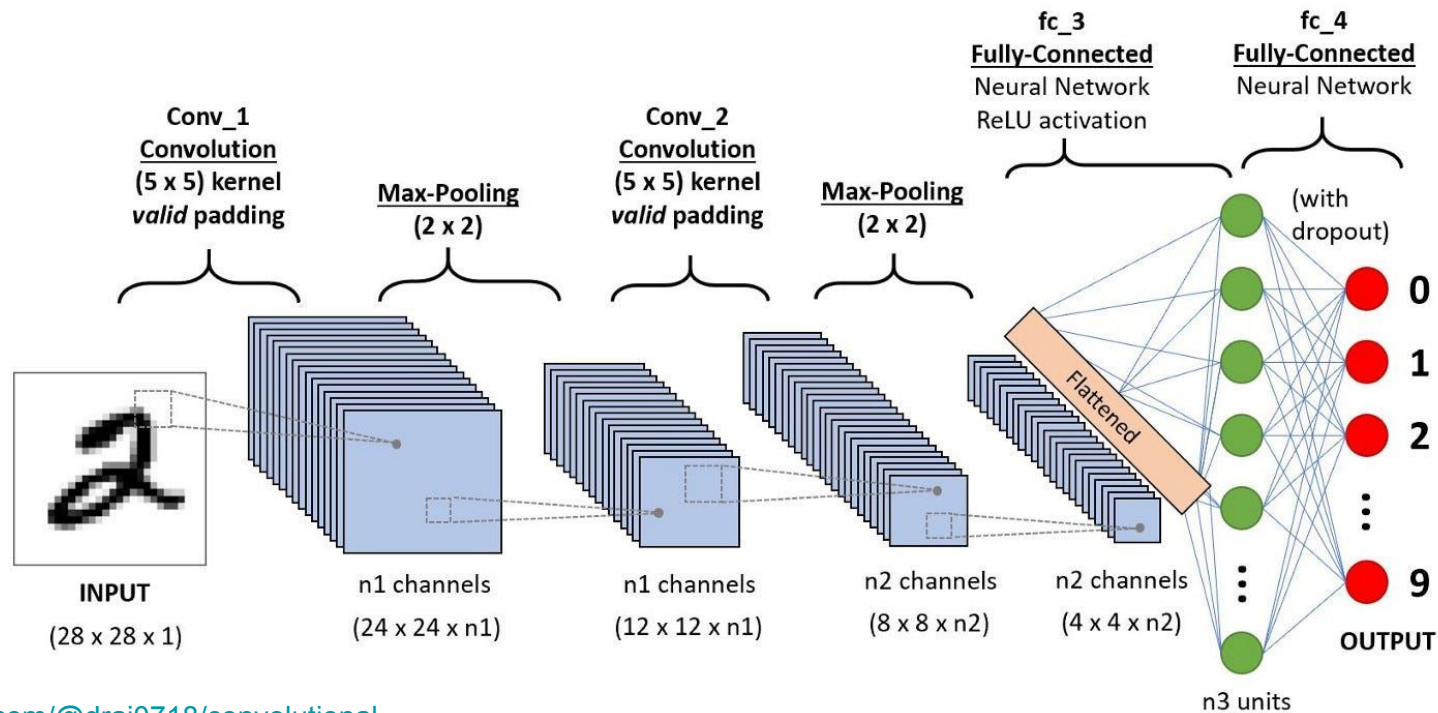 Conv_1
Convolution
(5 x 5) kernel
valid padding
Max-Pooling
(2 x 2)
Conv_2
Convolution
(5 x 5) kernel
valid padding
Max-Pooling
(2 x 2)
fc_3
Fully-Connected
Neural Network
ReLU activation
fc_4
Fully-Connected
Neural Network
(with
dropout)
2
Flattened
0
1
2
9
OUTPUT
INPUT
(28 x 28 x 1)
n1 channels
(24 x 24 x n1)
n1 channels
(12 x 12 x n1)
n2 channels
(8 x 8 x n2)
n2 channels
(4 x 4 x n2)
n3 units